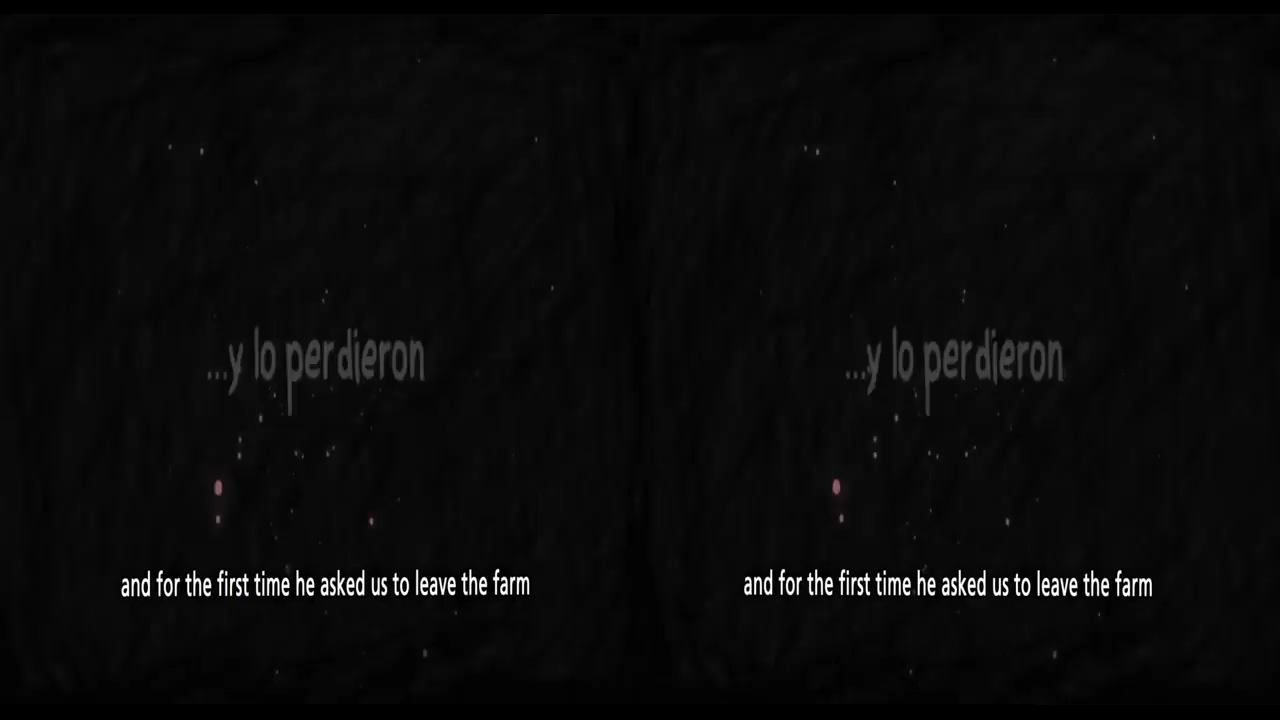 ...y lo perdieron ...y lo perdieron
and for the first time he asked us to leave the farm and for the first time he asked us to leave the farm